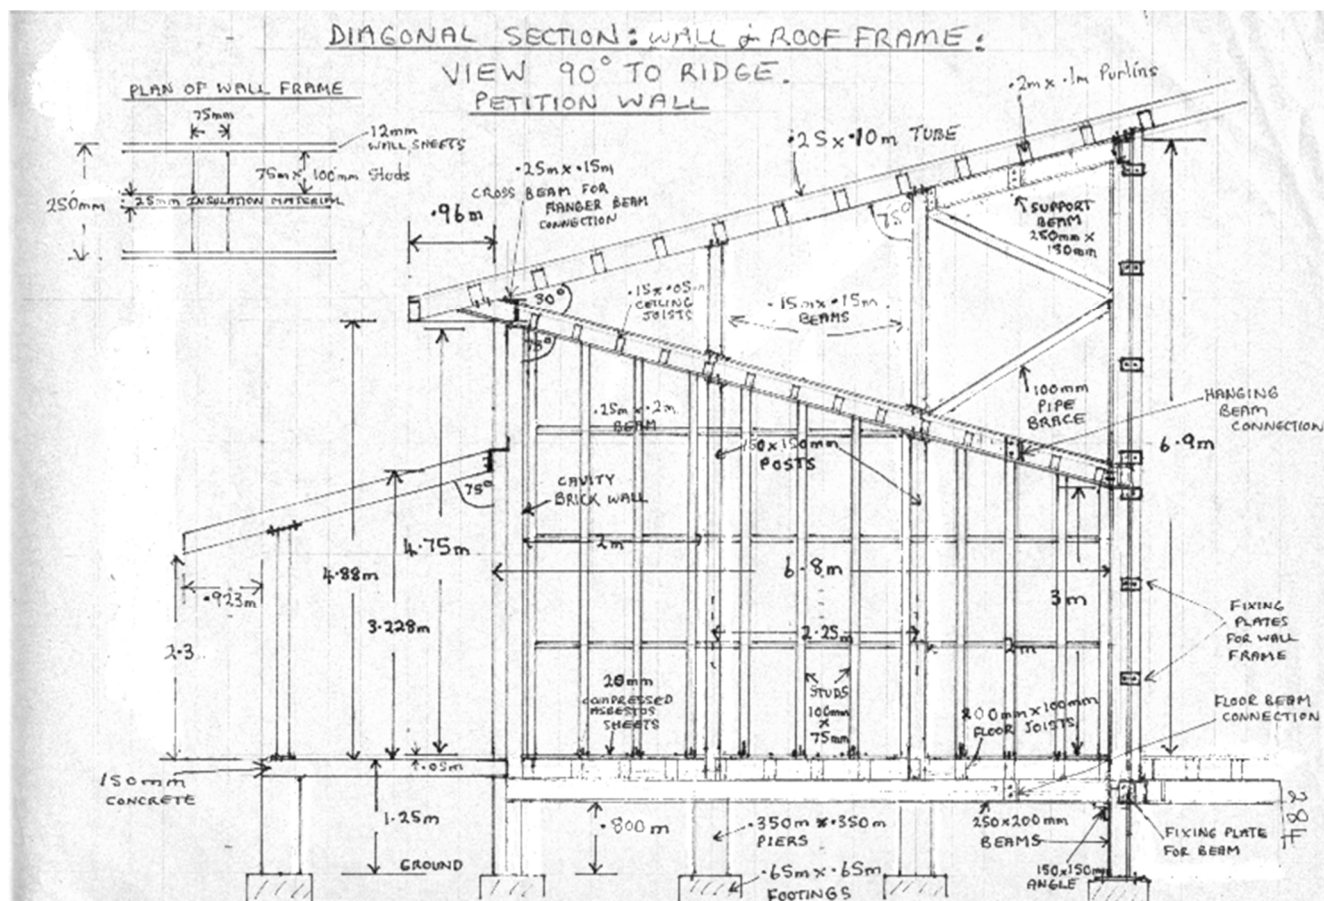 DIAGONAL SECTION: WALL & ROOF FRAME:
VIEW 90° TO RIDGE.
PETITION WALL
PLAN OF WALL FRAME
75mm
12mm
WALL SHEETS
75m x 100mm Studs
250mm
25mm INSOLATION MATERIAL
.2m x .1m Purlins
.25 x .10m TUBE
.25m x .15m
CROSS BEAM FOR
HANGER BEAM
CONNECTION
.96m
75°
SUPPORT
BEAM
250mm x
150mm
30°
.15x .05m
CEILING
JOISTS
.15m x .15m
BEAMS
75°
100mm
PIPE
BRACE
HANGING
BEAM
CONNECTION
.25m x .2m
BEAM
150x150mm
POSTS
6.9m
CAVITY
BRICK WALL
75°
2m
4.75m
4.88m
6.8m
.923m
3m
3.228m
FIXING
PLATES
FOR WALL
FRAME
2.3
2.25m
2m
20mm
COMPRESSED
ASBESTOS
SHEETS
STUDS
100mm
x
75mm
200mm x 100mm
FLOOR JOISTS
FLOOR BEAM
CONNECTION
150mm
CONCRETE
.05m
1.25m
.800m
.350m x .350m
PIERS
250x200mm
BEAMS
FIXING PLATE
FOR BEAM
GROUND
.65m x .65m
FOOTINGS
150x150mm
ANGLE